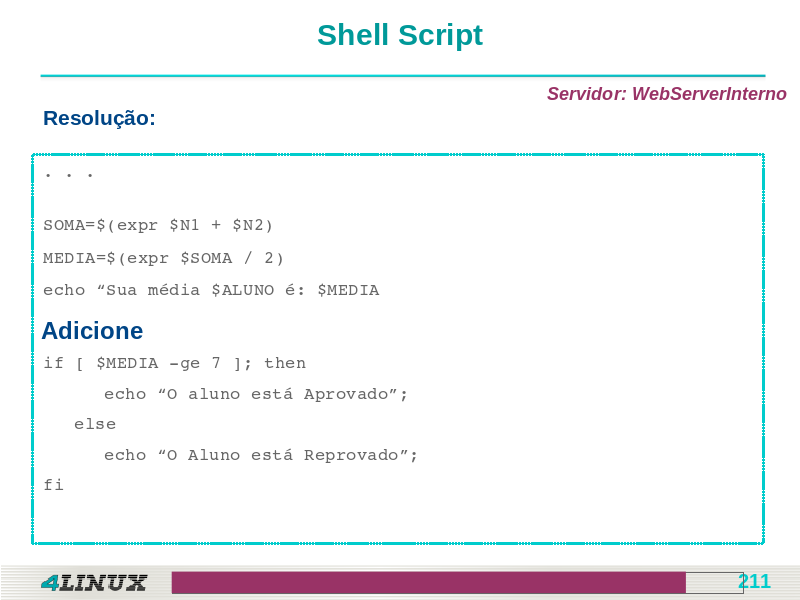 Shell Script
Servidor: WebServerInterno
Resolução:
. . .
SOMA=$(expr $N1 + $N2)
MEDIA=$(expr $SOMA / 2)
echo “Sua média $ALUNO é: $MEDIA
Adicione
if [ $MEDIA -ge 7 ]; then
echo “O aluno está Aprovado”;
else
echo “O Aluno está Reprovado”;
fi
4LINUX
211